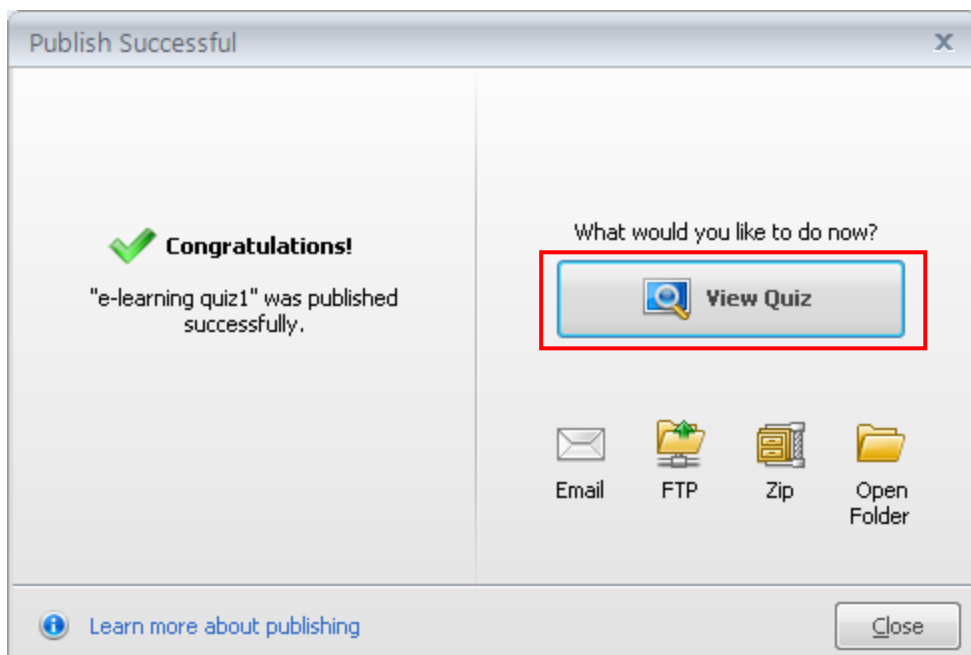 Publish Successful
Congratulations!
"e-learning quiz1" was published
successfully.
What would you like to do now?
View Quiz
Email
FTP
Zip
Open
Folder
Learn more about publishing
Close